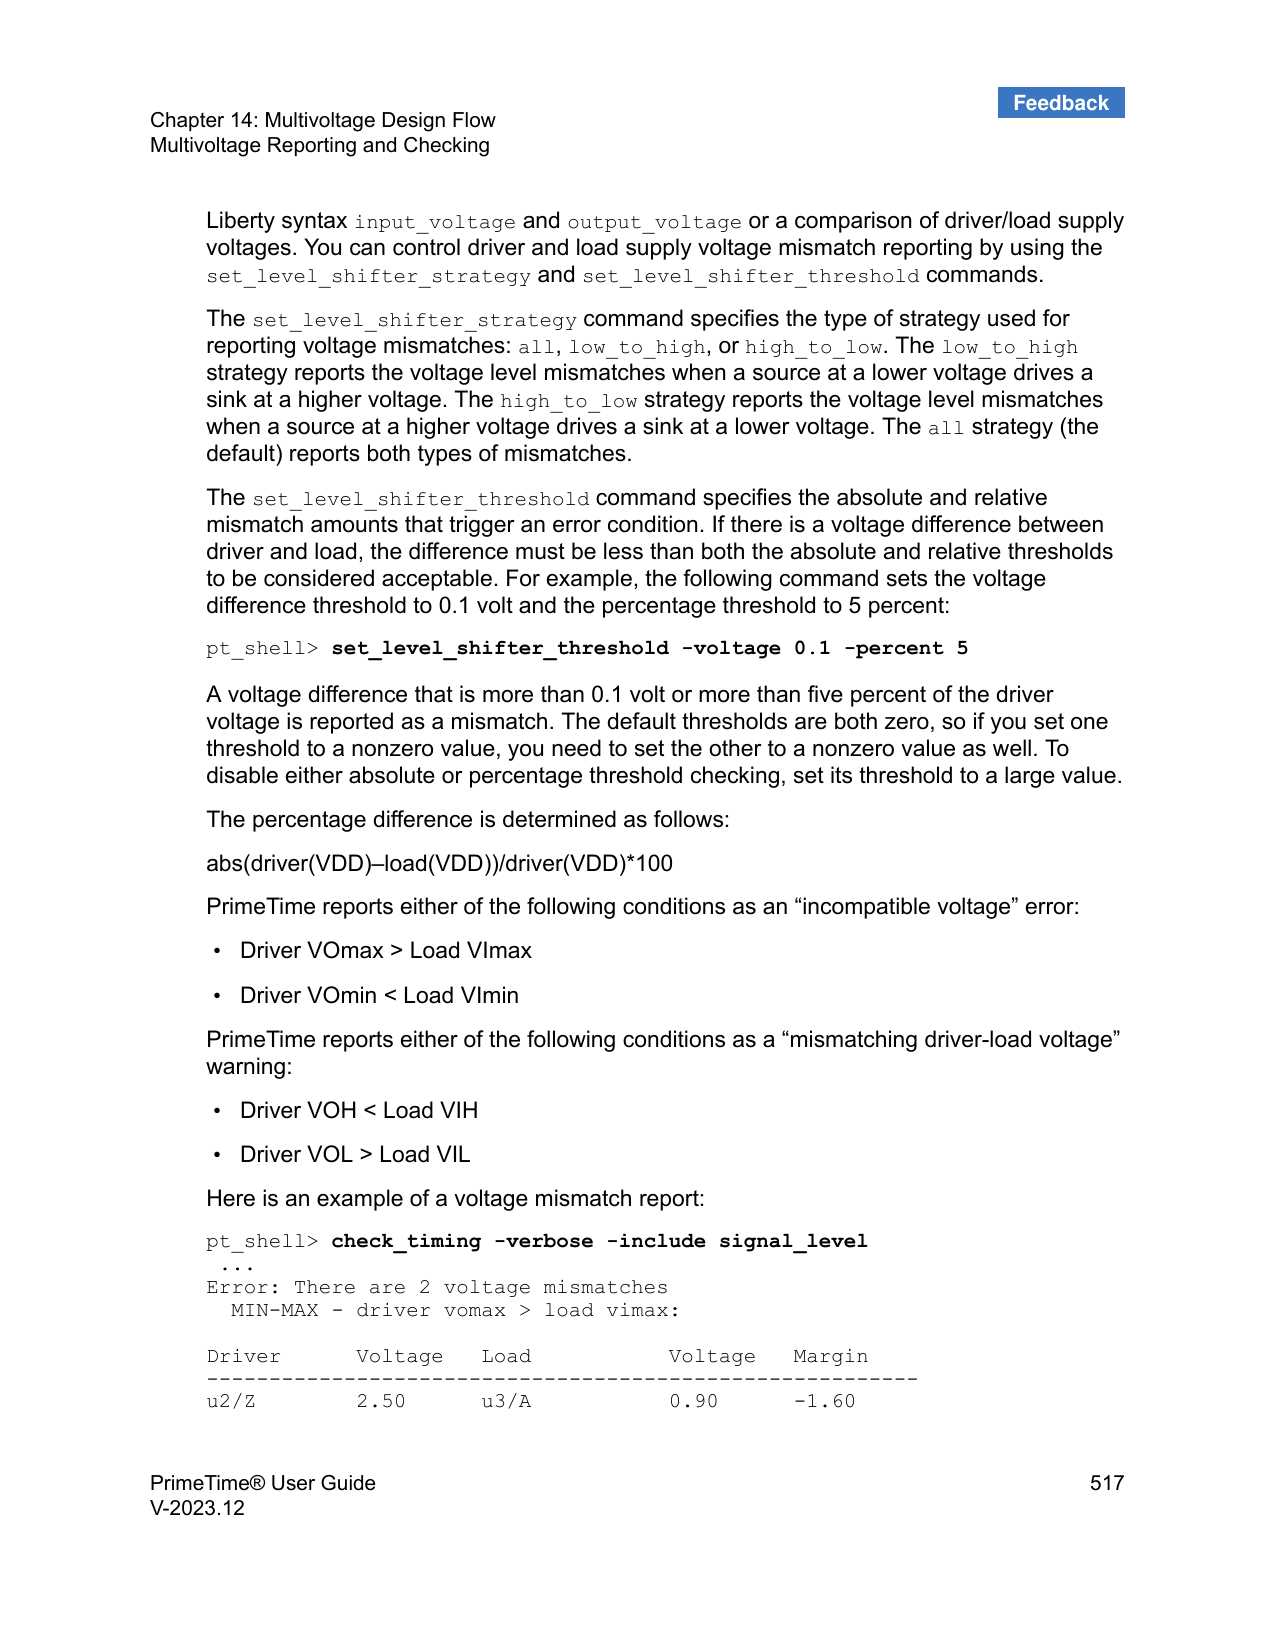 Feedback
Chapter 14: Multivoltage Design Flow
Multivoltage Reporting and Checking
Liberty syntax input_voltage and output_voltage or a comparison of driver/load supply
voltages. You can control driver and load supply voltage mismatch reporting by using the
set_level_shifter_strategy and set_level_shifter_threshold commands.
The set_level_shifter_strategy command specifies the type of strategy used for
reporting voltage mismatches: all, low_to_high, or high_to_low. The low_to_high
strategy reports the voltage level mismatches when a source at a lower voltage drives a
sink at a higher voltage. The high_to_low strategy reports the voltage level mismatches
when a source at a higher voltage drives a sink at a lower voltage. The all strategy (the
default) reports both types of mismatches.
The set_level_shifter_threshold command specifies the absolute and relative
mismatch amounts that trigger an error condition. If there is a voltage difference between
driver and load, the difference must be less than both the absolute and relative thresholds
to be considered acceptable. For example, the following command sets the voltage
difference threshold to 0.1 volt and the percentage threshold to 5 percent:
pt_shell> set_level_shifter_threshold -voltage 0.1 -percent 5
A voltage difference that is more than 0.1 volt or more than five percent of the driver
voltage is reported as a mismatch. The default thresholds are both zero, so if you set one
threshold to a nonzero value, you need to set the other to a nonzero value as well. To
disable either absolute or percentage threshold checking, set its threshold to a large value.
The percentage difference is determined as follows:
abs(driver(VDD)–load(VDD))/driver(VDD)*100
PrimeTime reports either of the following conditions as an “incompatible voltage” error:
• Driver VOmax > Load VImax
• Driver VOmin < Load VImin
PrimeTime reports either of the following conditions as a “mismatching driver-load voltage”
warning:
• Driver VOH < Load VIH
• Driver VOL > Load VIL
Here is an example of a voltage mismatch report:
pt_shell> check_timing -verbose -include signal_level
...
Error: There are 2 voltage mismatches
MIN-MAX - driver vomax > load vimax:
Driver Voltage Load Voltage Margin
---------------------------------------------------------
u2/Z 2.50 u3/A 0.90 -1.60
PrimeTime® User Guide 517
V-2023.12